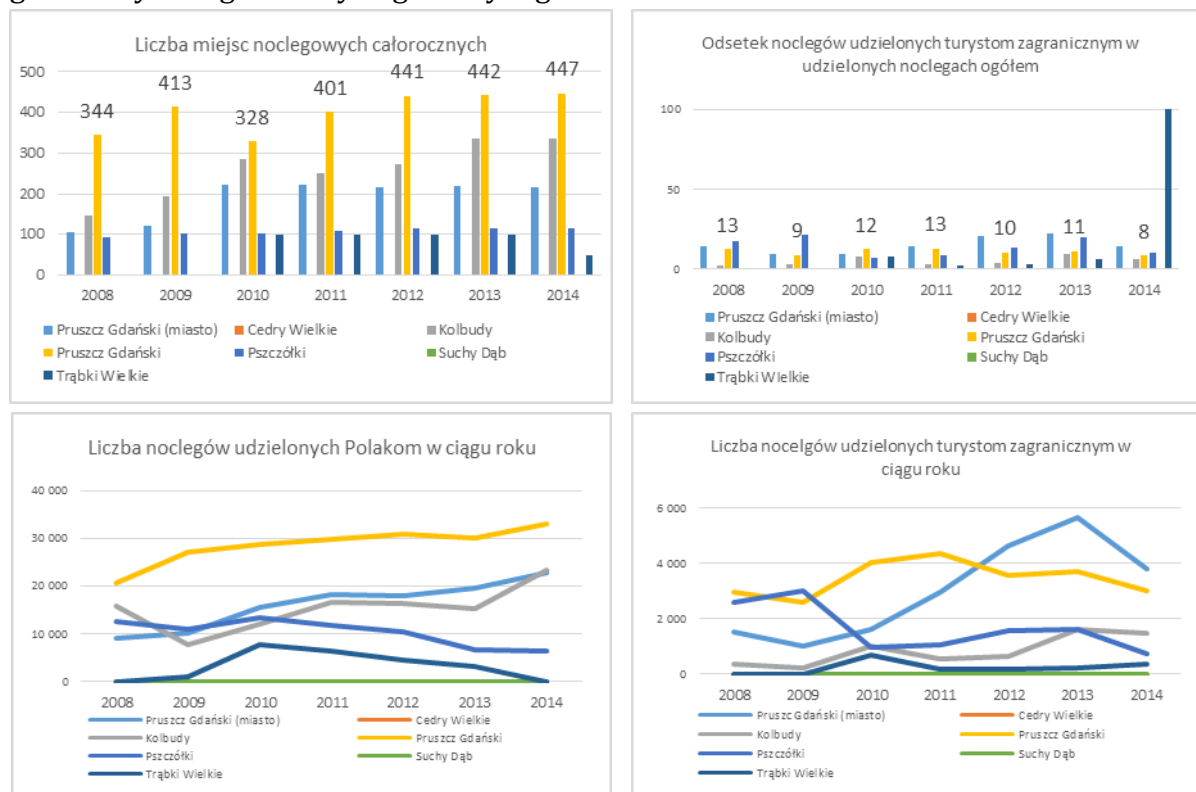 Liczba miejsc noclegowych całorocznych
500
400
300
200
100
0
344
413
328
401
441
442
447
2008 2009 2010 2011 2012 2013 2014
Pruszcz Gdański (miasto) Cedry Wielkie Kolbudy
Pruszcz Gdański Pszczółki Suchy Dąb
Trąbki Wielkie
Odsetek noclegów udzielonych turystom zagranicznym w
udzielonych noclegach ogółem
100
50
0
13
9
12
13
10
11
8
2008 2009 2010 2011 2012 2013 2014
Pruszcz Gdański (miasto) Cedry Wielkie
Kolbudy Pruszcz Gdański
Pszczółki Suchy Dąb
Trąbki WIelkie
Liczba noclegów udzielonych Polakom w ciągu roku
40 000
30 000
20 000
10 000
0
2008 2009 2010 2011 2012 2013 2014
Pruszcz Gdański (miasto) Cedry Wielkie
Kolbudy Pruszcz Gdański
Pszczółki Suchy Dąb
Trąbki Wielkie
Liczba nocelgów udzielonych turystom zagranicznym w
ciągu roku
6 000
4 000
2 000
0
2008 2009 2010 2011 2012 2013 2014
Pruszc Gdański (miasto) Cedry Wielkie
Kolbudy Pruszcz Gdański
Pszczółki Suchy Dąb
Trąbki Wielkie